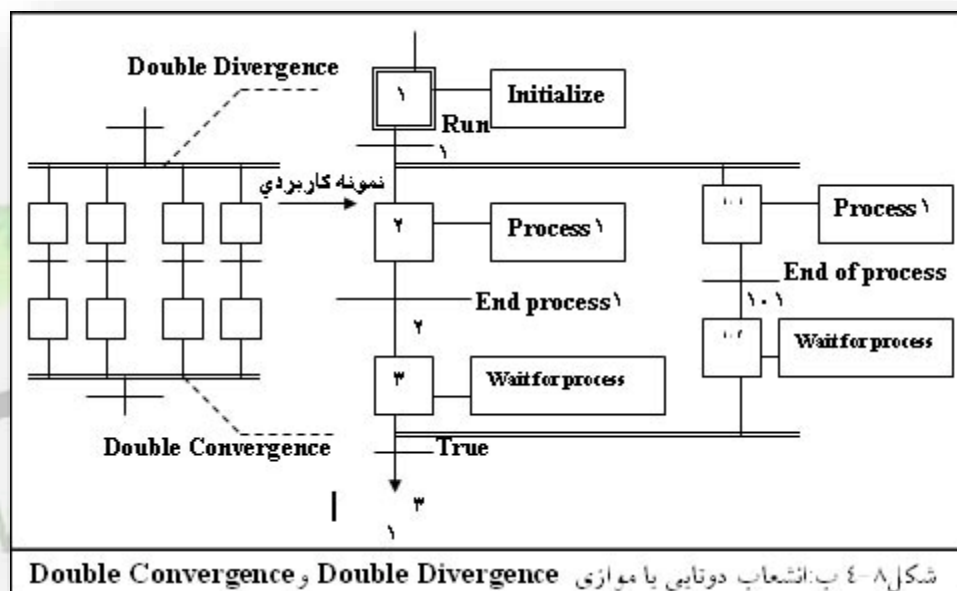 Double Divergence
۱
Initialize
Run
۱
نمونه کاربردي
۲
Process ۱
۱۰۱
Process ۱
End process ۱
۲
End of process
۱۰۱
۳
Wait for process
۱۰۲
Wait for process
Double Convergence
True
۳
۱
شکل۸-٤ ب:انشعاب دوتایی یا موازی Double Divergence و Double Convergence